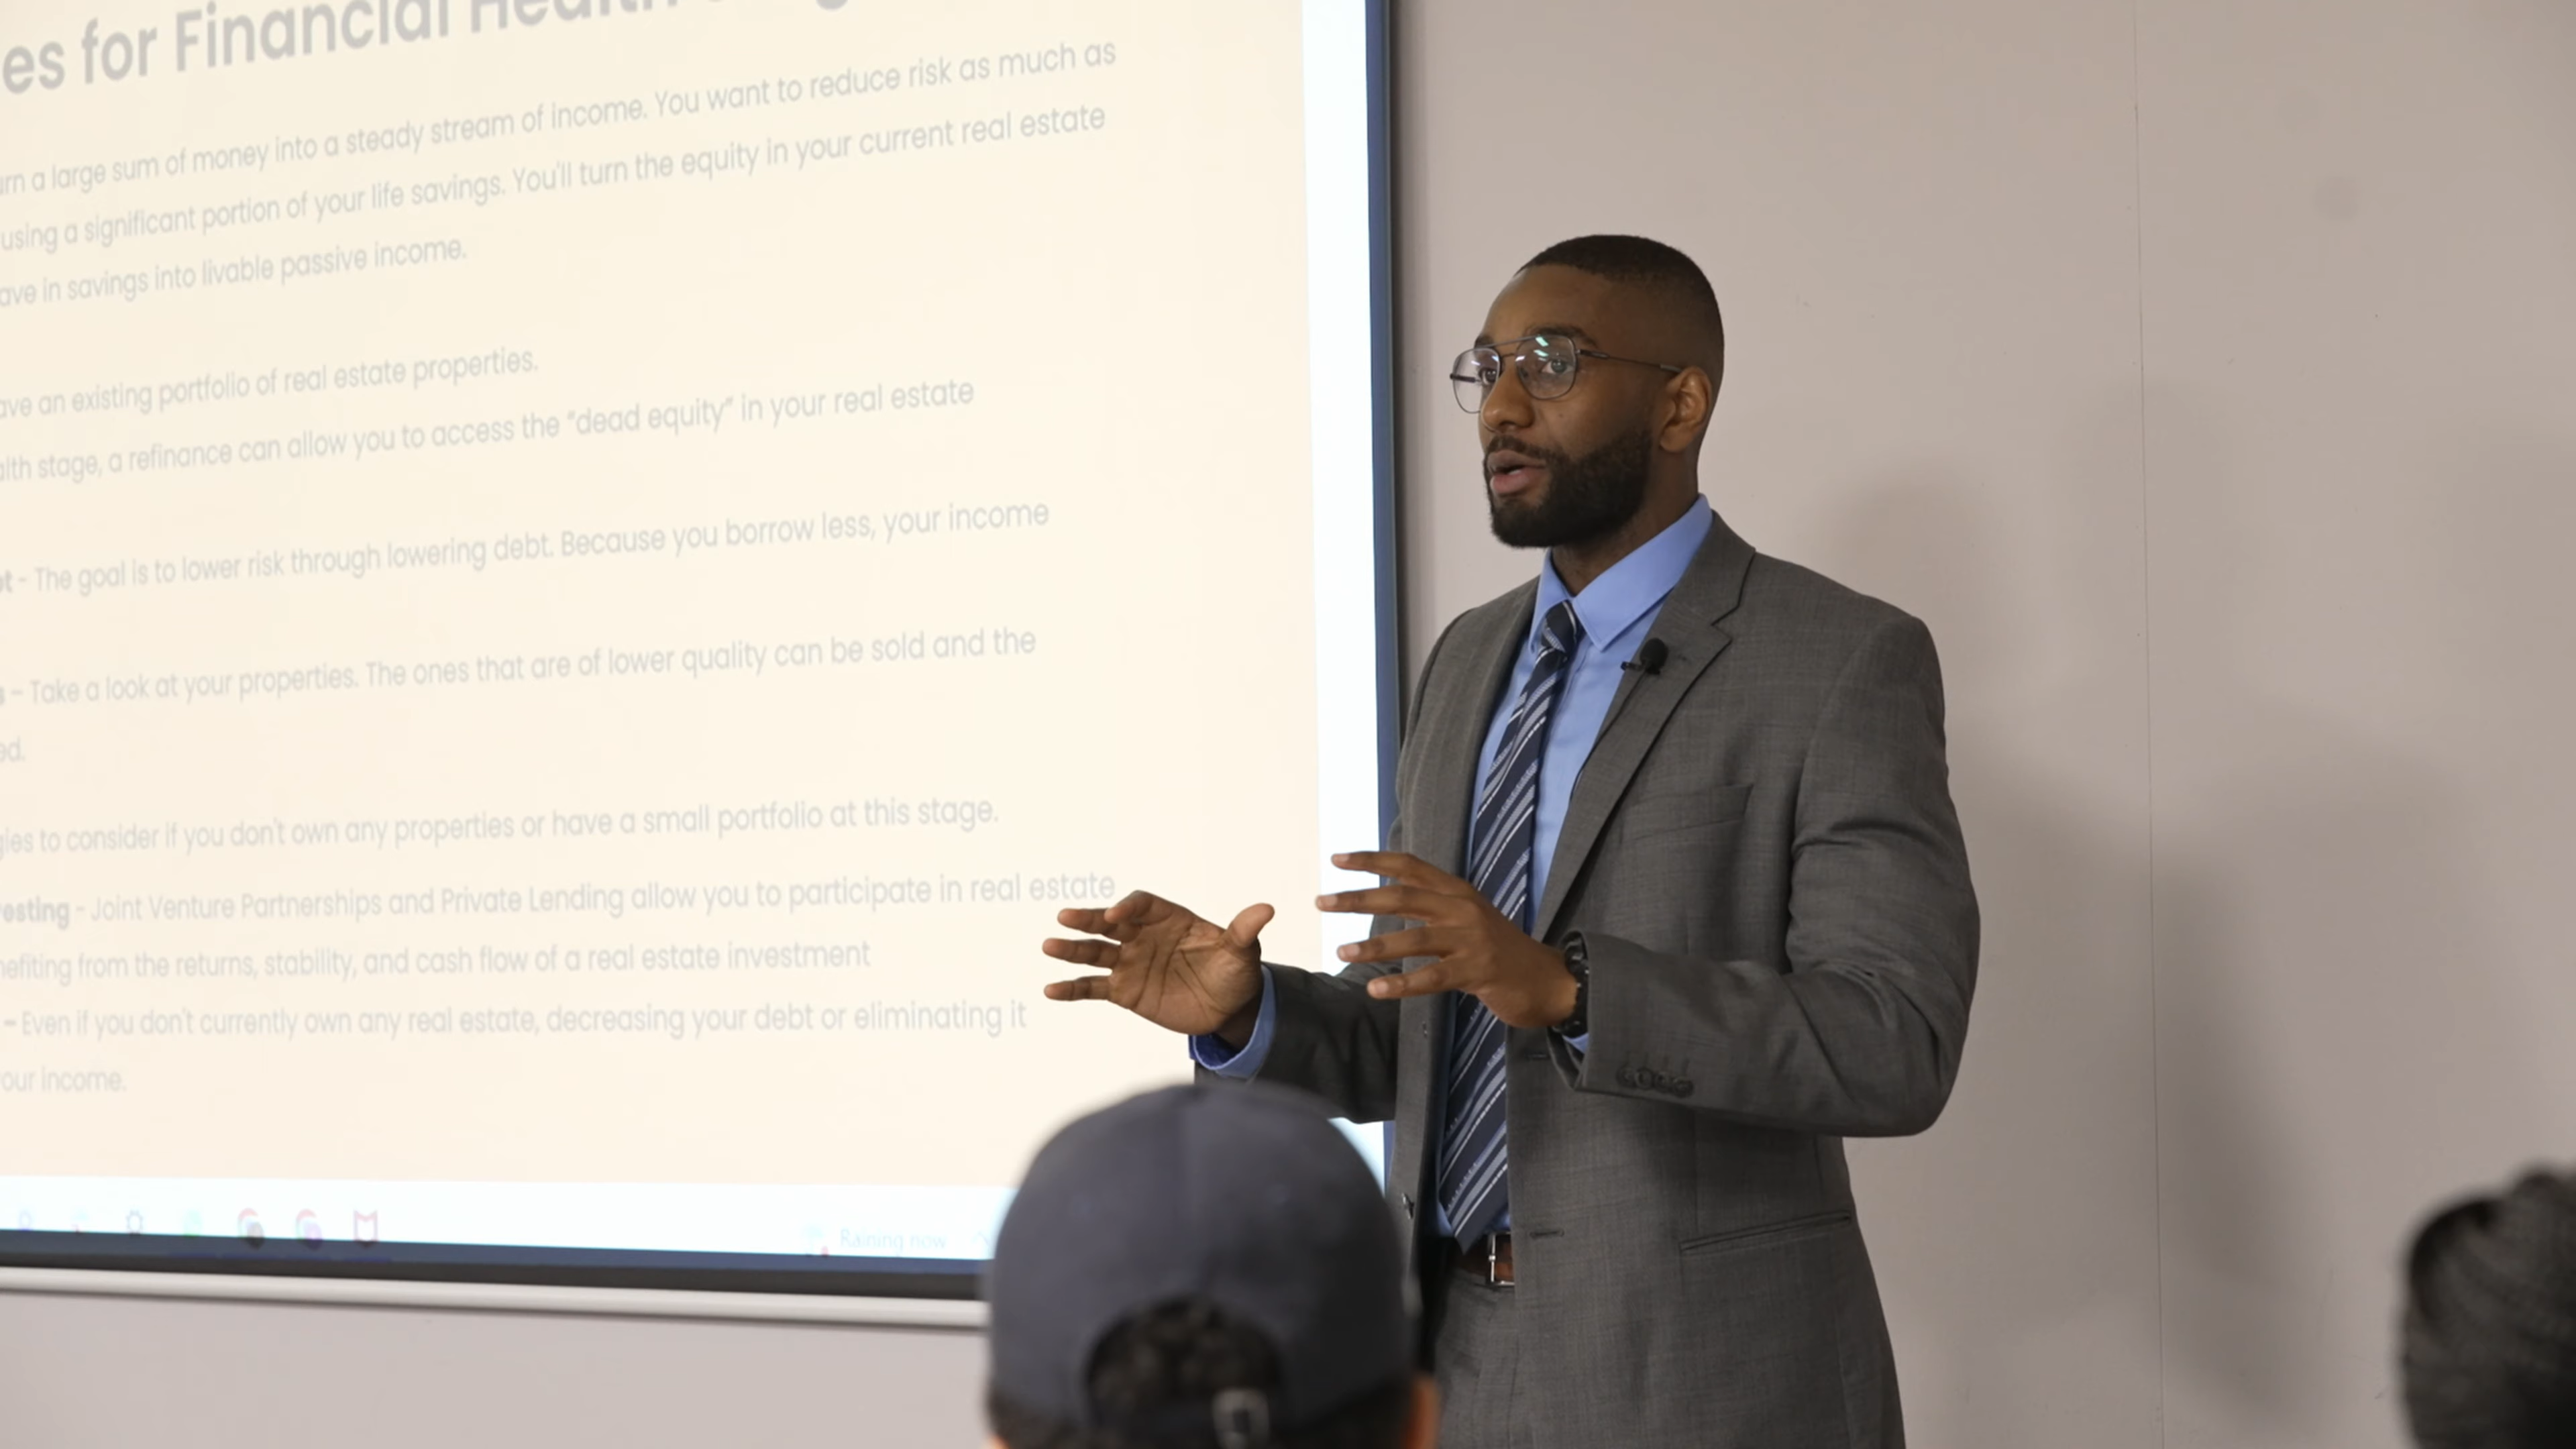 es for Financial Health
urn a large sum of money into a steady stream of income. You want to reduce risk as much as
using a significant portion of your life savings. You'll turn the equity in your current real estate
ave in savings into livable passive income.
ave an existing portfolio of real estate properties.
alth stage, a refinance can allow you to access the “dead equity” in your real estate
ot - The goal is to lower risk through lowering debt. Because you borrow less, your income
s – Take a look at your properties. The ones that are of lower quality can be sold and the
ed.
gies to consider if you don't own any properties or have a small portfolio at this stage.
esting - Joint Venture Partnerships and Private Lending allow you to participate in real estate
nefiting from the returns, stability, and cash flow of a real estate investment
– Even if you don't currently own any real estate, decreasing your debt or eliminating it
our income.
Raining now